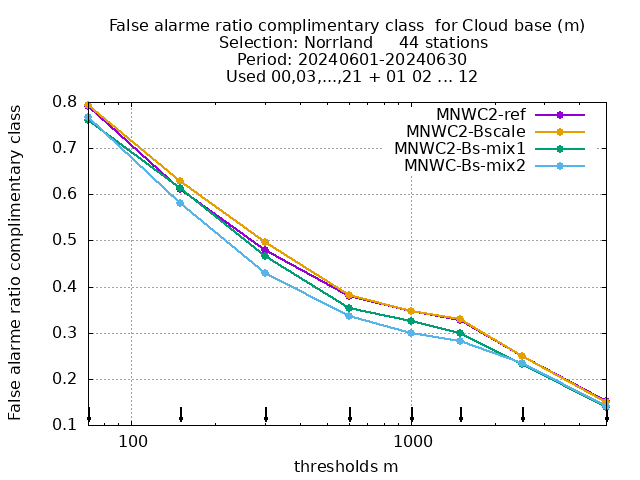 False alarme ratio complimentary class  for Cloud base (m)
Selection: Norrland     44 stations
Period: 20240601-20240630
Used 00,03,...,21 + 01 02 ... 12
False alarme ratio complimentary class
0.8
0.7
0.6
0.5
0.4
0.3
0.2
0.1
MNWC2-ref
MNWC2-Bscale
MNWC2-Bs-mix1
MNWC-Bs-mix2
100
1000
thresholds m